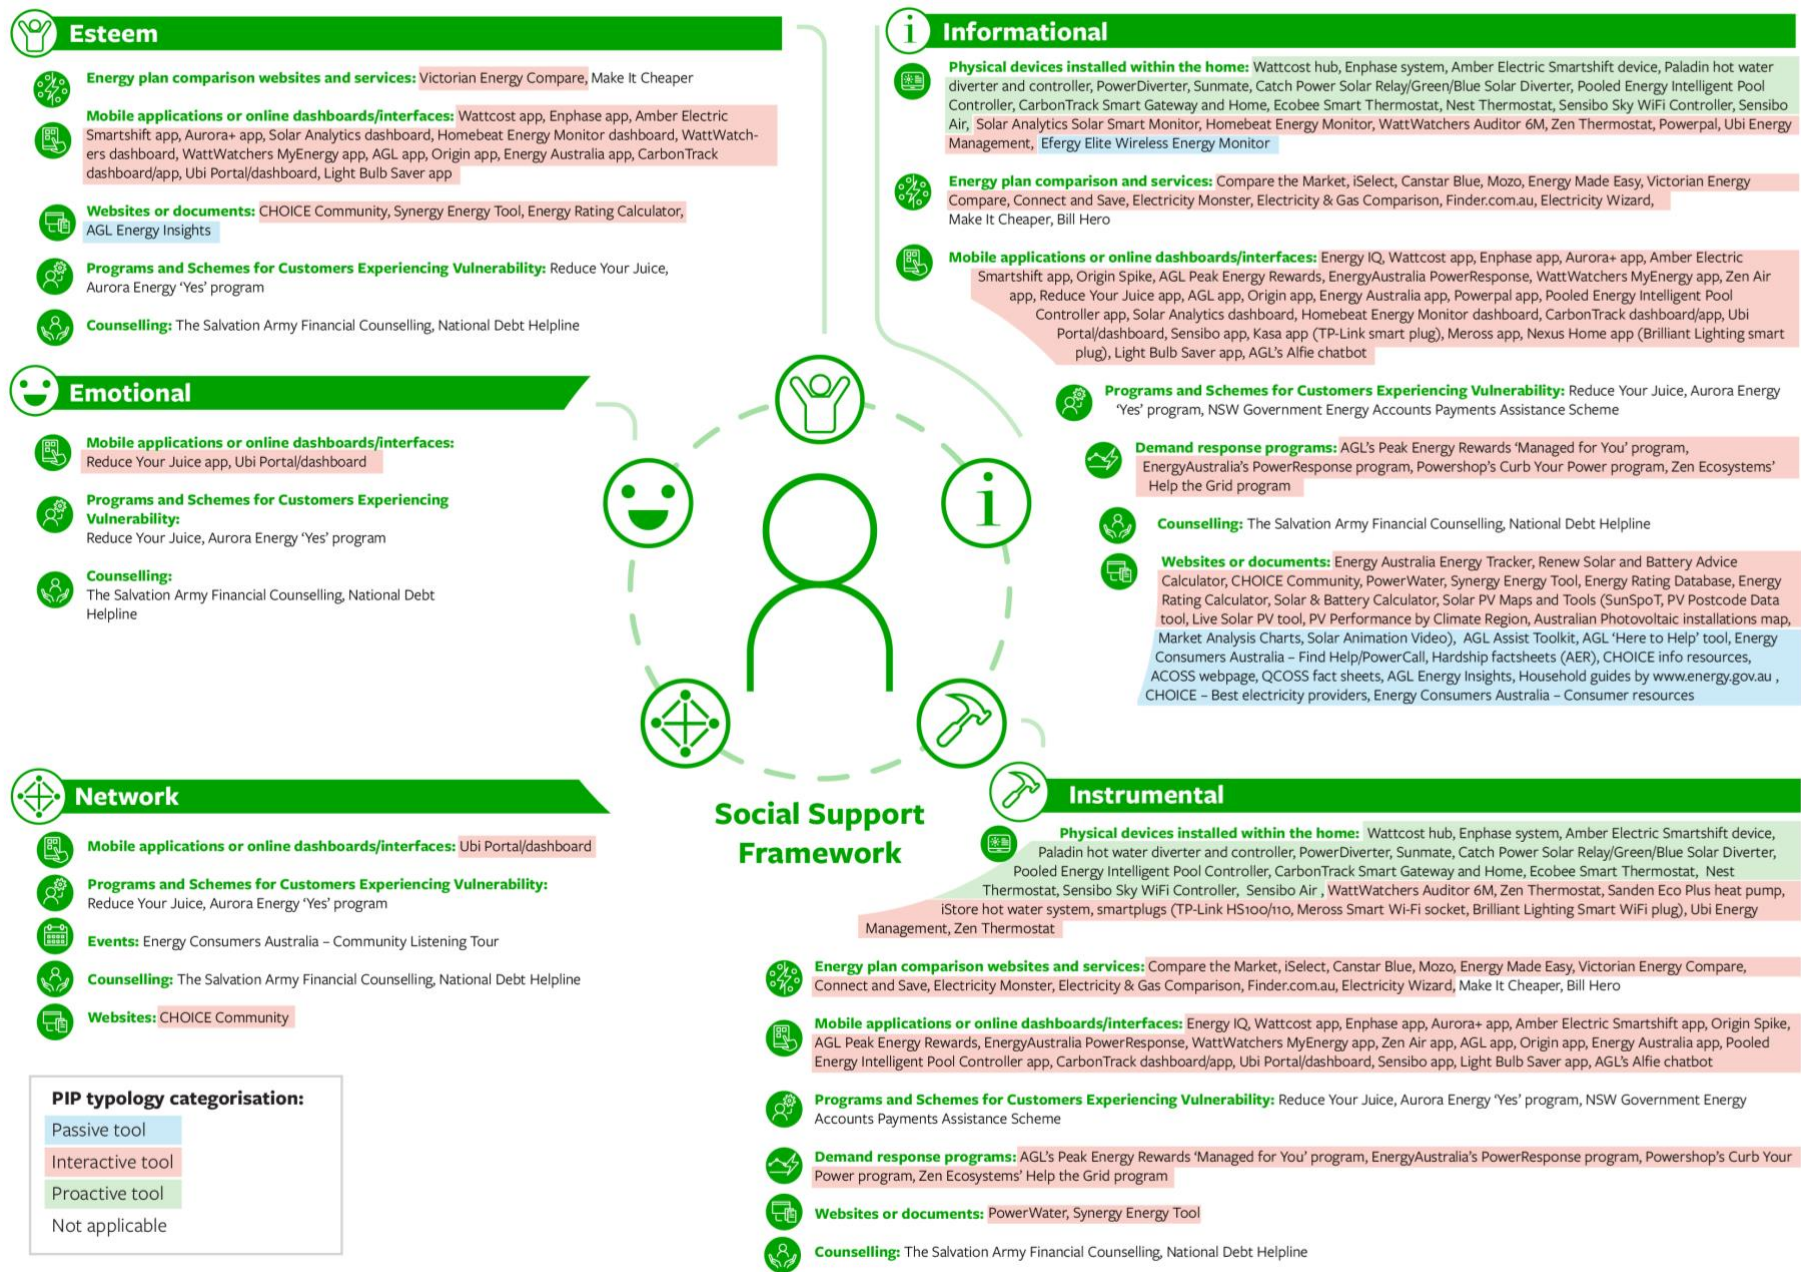 Esteem
Energy plan comparison websites and services: Victorian Energy Compare, Make It Cheaper
Mobile applications or online dashboards/interfaces: Wattcost app, Enphase app, Amber Electric
Smartshift app, Aurora+ app, Solar Analytics dashboard, Homebeat Energy Monitor dashboard, WattWatch-
ers dashboard, WattWatchers MyEnergy app, AGL app, Origin app, Energy Australia app, CarbonTrack
dashboard/app, Ubi Portal/dashboard, Light Bulb Saver app
Websites or documents: CHOICE Community, Synergy Energy Tool, Energy Rating Calculator,
AGL Energy Insights
Programs and Schemes for Customers Experiencing Vulnerability: Reduce Your Juice,
Aurora Energy ‘Yes’ program
Counselling: The Salvation Army Financial Counselling, National Debt Helpline
Emotional
Mobile applications or online dashboards/interfaces:
Reduce Your Juice app, Ubi Portal/dashboard
Programs and Schemes for Customers Experiencing
Vulnerability:
Reduce Your Juice, Aurora Energy ‘Yes’ program
Counselling:
The Salvation Army Financial Counselling, National Debt
Helpline
Network
Mobile applications or online dashboards/interfaces: Ubi Portal/dashboard
Programs and Schemes for Customers Experiencing Vulnerability:
Reduce Your Juice, Aurora Energy ‘Yes’ program
Events: Energy Consumers Australia – Community Listening Tour
Counselling: The Salvation Army Financial Counselling, National Debt Helpline
Websites: CHOICE Community
PIP typology categorisation:
Passive tool
Interactive tool
Proactive tool
Not applicable
i
Social Support
Framework
i
Informational
Physical devices installed within the home: Wattcost hub, Enphase system, Amber Electric Smartshift device, Paladin hot water
diverter and controller, PowerDiverter, Sunmate, Catch Power Solar Relay/Green/Blue Solar Diverter, Pooled Energy Intelligent Pool
Controller, CarbonTrack Smart Gateway and Home, Ecobee Smart Thermostat, Nest Thermostat, Sensibo Sky WiFi Controller, Sensibo
Air, Solar Analytics Solar Smart Monitor, Homebeat Energy Monitor, WattWatchers Auditor 6M, Zen Thermostat, Powerpal, Ubi Energy
Management, Efergy Elite Wireless Energy Monitor
Energy plan comparison and services: Compare the Market, iSelect, Canstar Blue, Mozo, Energy Made Easy, Victorian Energy
Compare, Connect and Save, Electricity Monster, Electricity & Gas Comparison, Finder.com.au, Electricity Wizard,
Make It Cheaper, Bill Hero
Mobile applications or online dashboards/interfaces: Energy IQ, Wattcost app, Enphase app, Aurora+ app, Amber Electric
Smartshift app, Origin Spike, AGL Peak Energy Rewards, EnergyAustralia PowerResponse, WattWatchers MyEnergy app, Zen Air
app, Reduce Your Juice app, AGL app, Origin app, Energy Australia app, Powerpal app, Pooled Energy Intelligent Pool
Controller app, Solar Analytics dashboard, Homebeat Energy Monitor dashboard, CarbonTrack dashboard/app, Ubi
Portal/dashboard, Sensibo app, Kasa app (TP-Link smart plug), Meross app, Nexus Home app (Brilliant Lighting smart
plug), Light Bulb Saver app, AGL’s Alfie chatbot
Programs and Schemes for Customers Experiencing Vulnerability: Reduce Your Juice, Aurora Energy
‘Yes’ program, NSW Government Energy Accounts Payments Assistance Scheme
Demand response programs: AGL’s Peak Energy Rewards ‘Managed for You’ program,
EnergyAustralia’s PowerResponse program, Powershop’s Curb Your Power program, Zen Ecosystems’
Help the Grid program
Counselling: The Salvation Army Financial Counselling, National Debt Helpline
Websites or documents: Energy Australia Energy Tracker, Renew Solar and Battery Advice
Calculator, CHOICE Community, PowerWater, Synergy Energy Tool, Energy Rating Database, Energy
Rating Calculator, Solar & Battery Calculator, Solar PV Maps and Tools (SunSpoT, PV Postcode Data
tool, Live Solar PV tool, PV Performance by Climate Region, Australian Photovoltaic installations map,
Market Analysis Charts, Solar Animation Video), AGL Assist Toolkit, AGL ‘Here to Help’ tool, Energy
Consumers Australia – Find Help/PowerCall, Hardship factsheets (AER), CHOICE info resources,
ACOSS webpage, QCOSS fact sheets, AGL Energy Insights, Household guides by www.energy.gov.au ,
CHOICE – Best electricity providers, Energy Consumers Australia – Consumer resources
Instrumental
Physical devices installed within the home: Wattcost hub, Enphase system, Amber Electric Smartshift device,
Paladin hot water diverter and controller, PowerDiverter, Sunmate, Catch Power Solar Relay/Green/Blue Solar Diverter,
Pooled Energy Intelligent Pool Controller, CarbonTrack Smart Gateway and Home, Ecobee Smart Thermostat, Nest
Thermostat, Sensibo Sky WiFi Controller, Sensibo Air , WattWatchers Auditor 6M, Zen Thermostat, Sanden Eco Plus heat pump,
iStore hot water system, smartplugs (TP-Link HS100/110, Meross Smart Wi-Fi socket, Brilliant Lighting Smart WiFi plug), Ubi Energy
Management, Zen Thermostat
Energy plan comparison websites and services: Compare the Market, iSelect, Canstar Blue, Mozo, Energy Made Easy, Victorian Energy Compare,
Connect and Save, Electricity Monster, Electricity & Gas Comparison, Finder.com.au, Electricity Wizard, Make It Cheaper, Bill Hero
Mobile applications or online dashboards/interfaces: Energy IQ, Wattcost app, Enphase app, Aurora+ app, Amber Electric Smartshift app, Origin Spike,
AGL Peak Energy Rewards, EnergyAustralia PowerResponse, WattWatchers MyEnergy app, Zen Air app, AGL app, Origin app, Energy Australia app, Pooled
Energy Intelligent Pool Controller app, CarbonTrack dashboard/app, Ubi Portal/dashboard, Sensibo app, Light Bulb Saver app, AGL’s Alfie chatbot
Programs and Schemes for Customers Experiencing Vulnerability: Reduce Your Juice, Aurora Energy ‘Yes’ program, NSW Government Energy
Accounts Payments Assistance Scheme
Demand response programs: AGL’s Peak Energy Rewards ‘Managed for You’ program, EnergyAustralia’s PowerResponse program, Powershop’s Curb Your
Power program, Zen Ecosystems’ Help the Grid program
Websites or documents: PowerWater, Synergy Energy Tool
Counselling: The Salvation Army Financial Counselling, National Debt Helpline